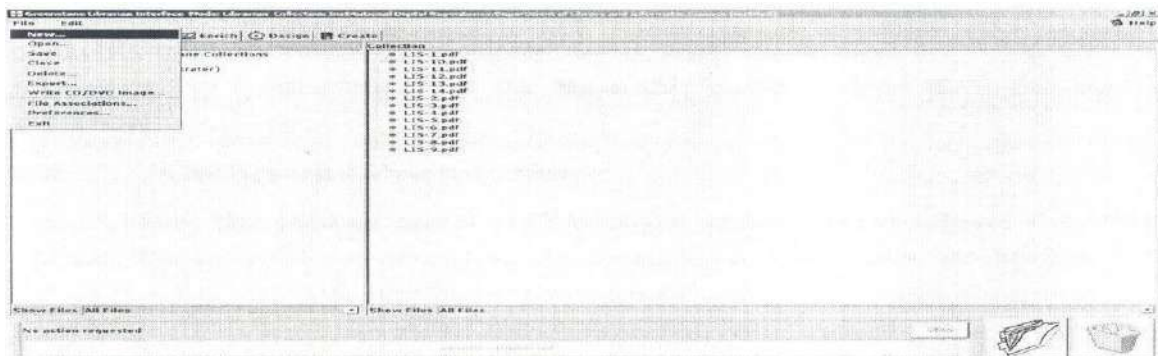 Greenstone Librarian Interface Mode: Librarian Collection:
File Edit
Help
New...
Enrich Design Create
Open...
Collection
Save
Collections
Close
Delete...
Export...
Write CD/DVD Image...
File Associations...
Preferences...
Exit
LIS-1.pdf
LIS-10.pdf
LIS-11.pdf
LIS-12.pdf
LIS-13.pdf
LIS-14.pdf
LIS-2.pdf
LIS-3.pdf
LIS-4.pdf
LIS-5.pdf
LIS-6.pdf
LIS-7.pdf
LIS-8.pdf
LIS-9.pdf
Show Files All Files
Show Files All Files
No action requested